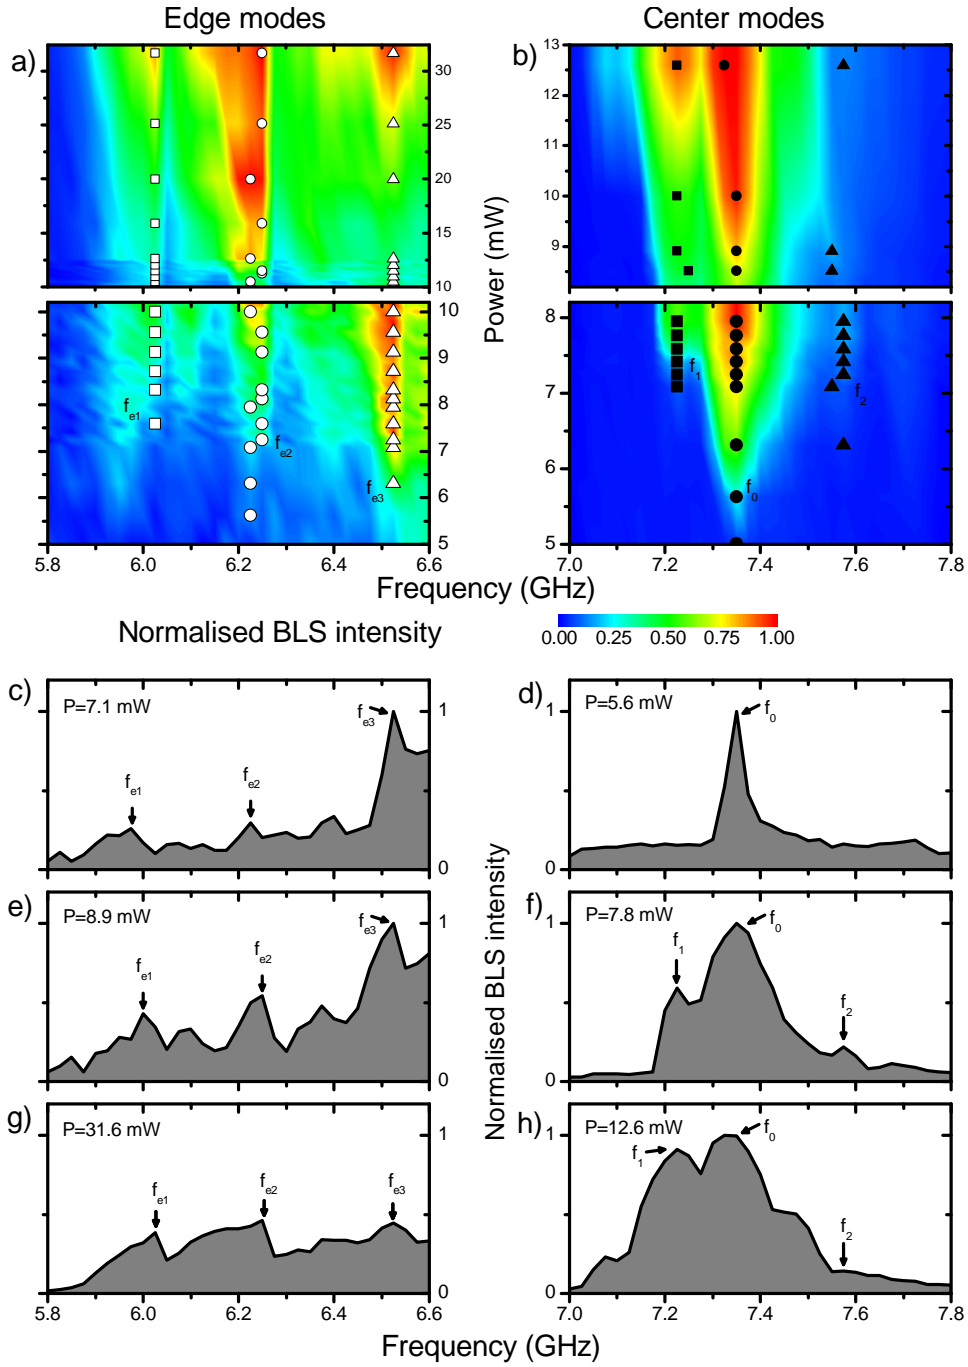 Edge modes
Center modes
a)
30
25
20
15
10
10
9
8
7
6
5
f_e1
f_e2
f_e3
5.8
6.0
6.2
6.4
6.6
Power (mW)
b)
13
12
11
10
9
8
7
6
5
f_1
f_2
f_0
7.0
7.2
7.4
7.6
7.8
Frequency (GHz)
Normalised BLS intensity
0.00
0.25
0.50
0.75
1.00
c)
P=7.1 mW
f_e1
f_e2
f_e3
1
0
d)
P=5.6 mW
f_0
1
0
e)
P=8.9 mW
f_e1
f_e2
f_e3
1
0
Normalised BLS intensity
f)
P=7.8 mW
f_1
f_0
f_2
1
0
g)
P=31.6 mW
f_e1
f_e2
f_e3
1
0
5.8
6.0
6.2
6.4
6.6
h)
P=12.6 mW
f_1
f_0
f_2
1
0
7.0
7.2
7.4
7.6
7.8
Frequency (GHz)